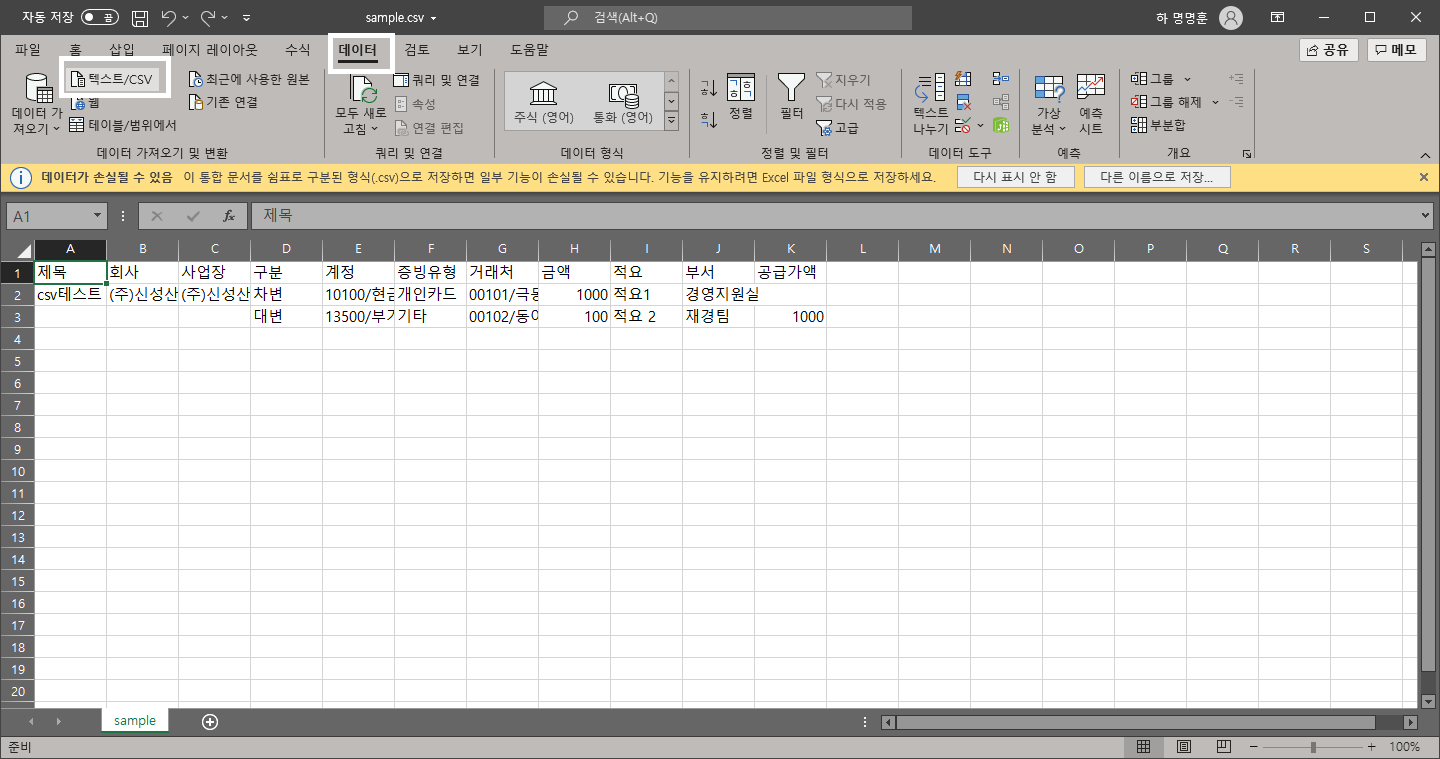 자동 저장 끔 sample.csv 검색(Alt+Q) 하 명명훈
파일 홈 삽입 페이지 레이아웃 수식 데이터 검토 보기 도움말 공유 메모
데이터 가져오기
텍스트/CSV
웹
테이블/범위에서
최근에 사용한 원본
기존 연결
데이터 가져오기 및 변환
모두 새로 고침
쿼리 및 연결
속성
연결 편집
쿼리 및 연결
주식 (영어) 통화 (영어)
데이터 형식
정렬
필터
지우기
다시 적용
고급
정렬 및 필터
텍스트 나누기
데이터 도구
가상 분석
예측 시트
예측
그룹
그룹 해제
부분합
개요
데이터가 손실될 수 있음 이 통합 문서를 쉼표로 구분된 형식(.csv)으로 저장하면 일부 기능이 손실될 수 있습니다. 기능을 유지하려면 Excel 파일 형식으로 저장하세요. 다시 표시 안 함 다른 이름으로 저장...
A1 fx 제목
A B C D E F G H I J K L M N O P Q R S
1 제목 회사 사업장 구분 계정 증빙유형 거래처 금액 적요 부서 공급가액
2 csv테스트 (주)신성산 (주)신성산 차변 10100/현금 개인카드 00101/극동 1000 적요1 경영지원실
3 대변 13500/부가 기타 00102/동아 100 적요 2 재경팀 1000
4
5
6
7
8
9
10
11
12
13
14
15
16
17
18
19
20
sample
준비 100%